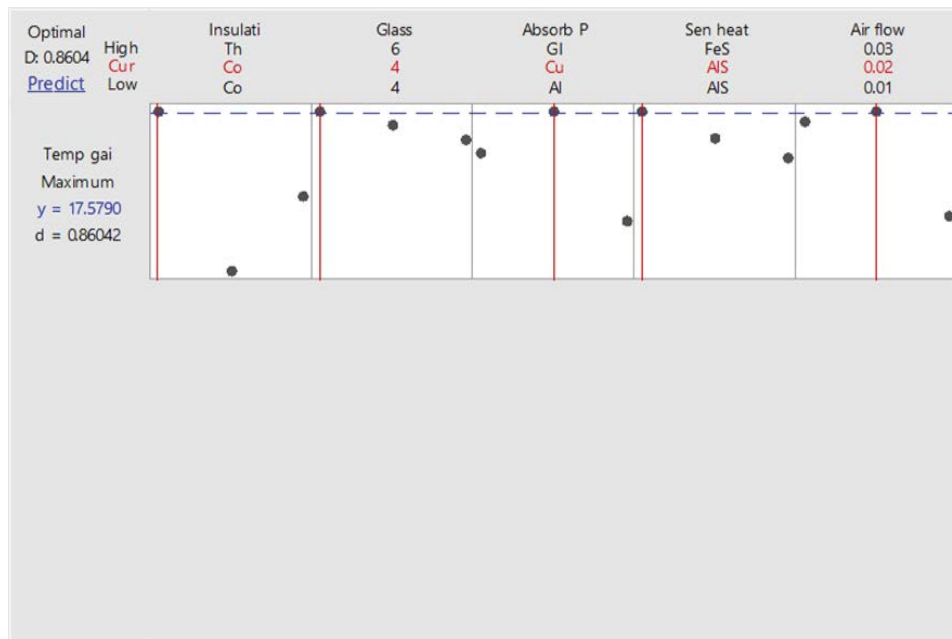 Optimal
D: 0.8604
Predict
High
Cur
Low
Insulati
Th
Co
Co
Glass
6
4
4
Absorb P
GI
Cu
Al
Sen heat
FeS
AlS
AlS
Air flow
0.03
0.02
0.01
Temp gai
Maximum
y = 17.5790
d = 0.86042